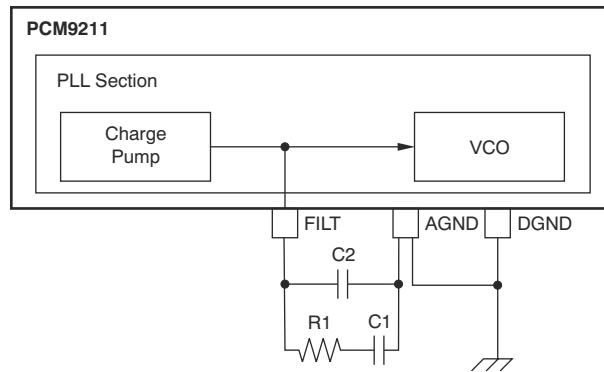 PCM9211
PLL Section
Charge
Pump
VCO
FILT
AGND
DGND
C2
R1
C1